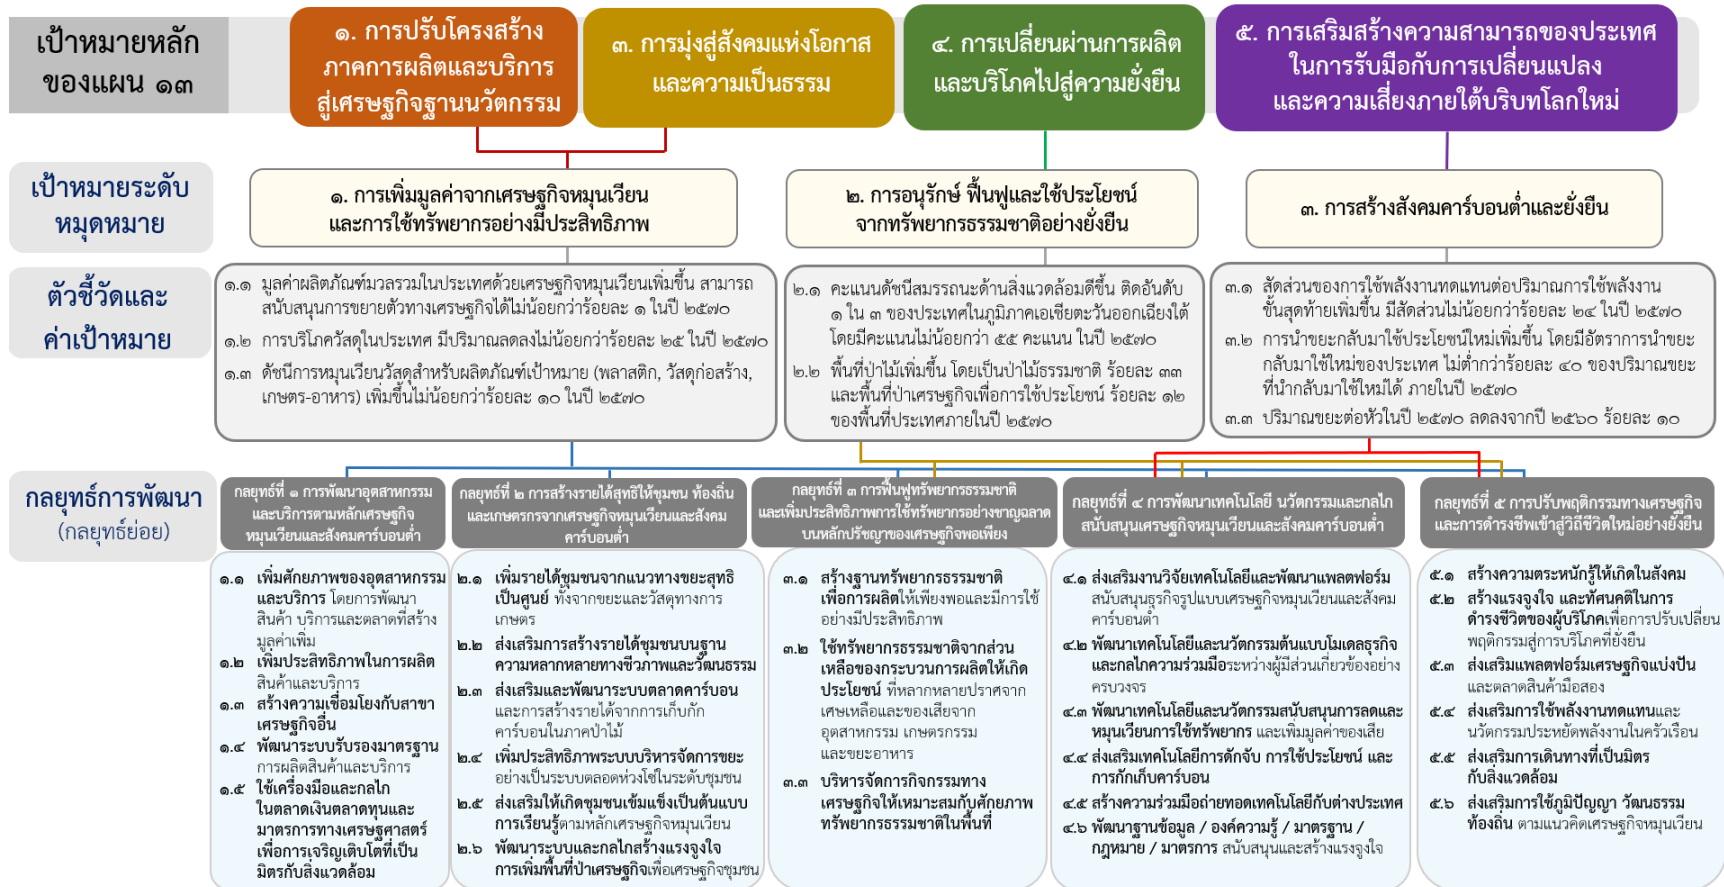 เป้าหมายหลัก
ของแผน ๑๓
๑. การปรับโครงสร้าง
ภาคการผลิตและบริการ
สู่เศรษฐกิจฐานนวัตกรรม
๓. การมุ่งสู่สังคมแห่งโอกาส
และความเป็นธรรม
๔. การเปลี่ยนผ่านการผลิต
และบริโภคไปสู่ความยั่งยืน
๕. การเสริมสร้างความสามารถของประเทศ
ในการรับมือกับการเปลี่ยนแปลง
และความเสี่ยงภายใต้บริบทโลกใหม่
เป้าหมายระดับ
หมุดหมาย
๑. การเพิ่มมูลค่าจากเศรษฐกิจหมุนเวียน
และการใช้ทรัพยากรอย่างมีประสิทธิภาพ
๒. การอนุรักษ์ ฟื้นฟูและใช้ประโยชน์
จากทรัพยากรธรรมชาติอย่างยั่งยืน
๓. การสร้างสังคมคาร์บอนต่ำและยั่งยืน
ตัวชี้วัดและ
ค่าเป้าหมาย
๑.๑ มูลค่าผลิตภัณฑ์มวลรวมในประเทศด้วยเศรษฐกิจหมุนเวียนเพิ่มขึ้น สามารถ
สนับสนุนการขยายตัวทางเศรษฐกิจได้ไม่น้อยกว่าร้อยละ ๑ ในปี ๒๕๗๐
๑.๒ การบริโภควัสดุในประเทศ มีปริมาณลดลงไม่น้อยกว่าร้อยละ ๒๕ ในปี ๒๕๗๐
๑.๓ ดัชนีการหมุนเวียนวัสดุสำหรับผลิตภัณฑ์เป้าหมาย (พลาสติก, วัสดุก่อสร้าง,
เกษตร-อาหาร) เพิ่มขึ้นไม่น้อยกว่าร้อยละ ๑๐ ในปี ๒๕๗๐
๒.๑ คะแนนดัชนีสมรรถนะด้านสิ่งแวดล้อมดีขึ้น ติดอันดับ
๑ ใน ๓ ของประเทศในภูมิภาคเอเชียตะวันออกเฉียงใต้
โดยมีคะแนนไม่น้อยกว่า ๕๕ คะแนน ในปี ๒๕๗๐
๒.๒ พื้นที่ป่าไม้เพิ่มขึ้น โดยเป็นป่าไม้ธรรมชาติ ร้อยละ ๓๓
และพื้นที่ป่าเศรษฐกิจเพื่อการใช้ประโยชน์ ร้อยละ ๑๒
ของพื้นที่ประเทศภายในปี ๒๕๗๐
๓.๑ สัดส่วนของการใช้พลังงานทดแทนต่อปริมาณการใช้พลังงาน
ขั้นสุดท้ายเพิ่มขึ้น มีสัดส่วนไม่น้อยกว่าร้อยละ ๒๔ ในปี ๒๕๗๐
๓.๒ การนำขยะกลับมาใช้ประโยชน์ใหม่เพิ่มขึ้น โดยมีอัตราการนำขยะ
กลับมาใช้ใหม่ของประเทศ ไม่ต่ำกว่าร้อยละ ๔๐ ของปริมาณขยะ
ที่นำกลับมาใช้ใหม่ได้ ภายในปี ๒๕๗๐
๓.๓ ปริมาณขยะต่อหัวในปี ๒๕๗๐ ลดลงจากปี ๒๕๖๐ ร้อยละ ๑๐
กลยุทธ์การพัฒนา
(กลยุทธ์ย่อย)
กลยุทธ์ที่ ๑ การพัฒนาอุตสาหกรรม
และบริการตามหลักเศรษฐกิจ
หมุนเวียนและสังคมคาร์บอนต่ำ
๑.๑ เพิ่มศักยภาพของอุตสาหกรรม
และบริการ โดยการพัฒนา
สินค้า บริการและตลาดที่สร้าง
มูลค่าเพิ่ม
๑.๒ เพิ่มประสิทธิภาพในการผลิต
สินค้าและบริการ
๑.๓ สร้างความเชื่อมโยงกับสาขา
เศรษฐกิจอื่น
๑.๔ พัฒนาระบบรับรองมาตรฐาน
การผลิตสินค้าและบริการ
๑.๕ ใช้เครื่องมือและกลไก
ในตลาดเงินตลาดทุนและ
มาตรการทางเศรษฐศาสตร์
เพื่อการเจริญเติบโตที่เป็น
มิตรกับสิ่งแวดล้อม
กลยุทธ์ที่ ๒ การสร้างรายได้สุทธิให้ชุมชน ท้องถิ่น
และเกษตรกรจากเศรษฐกิจหมุนเวียนและสังคม
คาร์บอนต่ำ
๒.๑ เพิ่มรายได้ชุมชนจากแนวทางขยะสุทธิ
เป็นศูนย์ ทั้งจากขยะและวัสดุทางการ
เกษตร
๒.๒ ส่งเสริมการสร้างรายได้ชุมชนบนฐาน
ความหลากหลายทางชีวภาพและวัฒนธรรม
๒.๓ ส่งเสริมและพัฒนาระบบตลาดคาร์บอน
และการสร้างรายได้จากการเก็บกัก
คาร์บอนในภาคป่าไม้
๒.๔ เพิ่มประสิทธิภาพระบบบริหารจัดการขยะ
อย่างเป็นระบบตลอดห่วงโซ่ในระดับชุมชน
๒.๕ ส่งเสริมให้เกิดชุมชนเข้มแข็งเป็นต้นแบบ
การเรียนรู้ตามหลักเศรษฐกิจหมุนเวียน
๒.๖ พัฒนาระบบและกลไกสร้างแรงจูงใจ
การเพิ่มพื้นที่ป่าเศรษฐกิจเพื่อเศรษฐกิจชุมชน
กลยุทธ์ที่ ๓ การฟื้นฟูทรัพยากรธรรมชาติ
และเพิ่มประสิทธิภาพการใช้ทรัพยากรอย่างชาญฉลาด
บนหลักปรัชญาของเศรษฐกิจพอเพียง
๓.๑ สร้างฐานทรัพยากรธรรมชาติ
เพื่อการผลิตให้เพียงพอและมีการใช้
อย่างมีประสิทธิภาพ
๓.๒ ใช้ทรัพยากรธรรมชาติจากส่วน
เหลือของกระบวนการผลิตให้เกิด
ประโยชน์ ที่หลากหลายปราศจาก
เศษเหลือและของเสียจาก
อุตสาหกรรม เกษตรกรรม
และขยะอาหาร
๓.๓ บริหารจัดการกิจกรรมทาง
เศรษฐกิจให้เหมาะสมกับศักยภาพ
ทรัพยากรธรรมชาติในพื้นที่
กลยุทธ์ที่ ๔ การพัฒนาเทคโนโลยี นวัตกรรมและกลไก
สนับสนุนเศรษฐกิจหมุนเวียนและสังคมคาร์บอนต่ำ
๔.๑ ส่งเสริมงานวิจัยเทคโนโลยีและพัฒนาแพลตฟอร์ม
สนับสนุนธุรกิจรูปแบบเศรษฐกิจหมุนเวียนและสังคม
คาร์บอนต่ำ
๔.๒ พัฒนาเทคโนโลยีและนวัตกรรมต้นแบบโมเดลธุรกิจ
และกลไกความร่วมมือระหว่างผู้มีส่วนเกี่ยวข้องอย่าง
ครบวงจร
๔.๓ พัฒนาเทคโนโลยีและนวัตกรรมสนับสนุนการลดและ
หมุนเวียนการใช้ทรัพยากร และเพิ่มมูลค่าของเสีย
๔.๔ ส่งเสริมเทคโนโลยีการดักจับ การใช้ประโยชน์ และ
การกักเก็บคาร์บอน
๔.๕ สร้างความร่วมมือถ่ายทอดเทคโนโลยีกับต่างประเทศ
๔.๖ พัฒนาฐานข้อมูล / องค์ความรู้ / มาตรฐาน /
กฎหมาย / มาตรการ สนับสนุนและสร้างแรงจูงใจ
กลยุทธ์ที่ ๕ การปรับพฤติกรรมทางเศรษฐกิจ
และการดำรงชีพเข้าสู่วิถีชีวิตใหม่อย่างยั่งยืน
๕.๑ สร้างความตระหนักรู้ให้เกิดในสังคม
๕.๒ สร้างแรงจูงใจ และทัศนคติในการ
ดำรงชีวิตของผู้บริโภคเพื่อการปรับเปลี่ยน
พฤติกรรมสู่การบริโภคที่ยั่งยืน
๕.๓ ส่งเสริมแพลตฟอร์มเศรษฐกิจแบ่งปัน
และตลาดสินค้ามือสอง
๕.๔ ส่งเสริมการใช้พลังงานทดแทนและ
นวัตกรรมประหยัดพลังงานในครัวเรือน
๕.๕ ส่งเสริมการเดินทางที่เป็นมิตร
กับสิ่งแวดล้อม
๕.๖ ส่งเสริมการใช้ภูมิปัญญา วัฒนธรรม
ท้องถิ่น ตามแนวคิดเศรษฐกิจหมุนเวียน